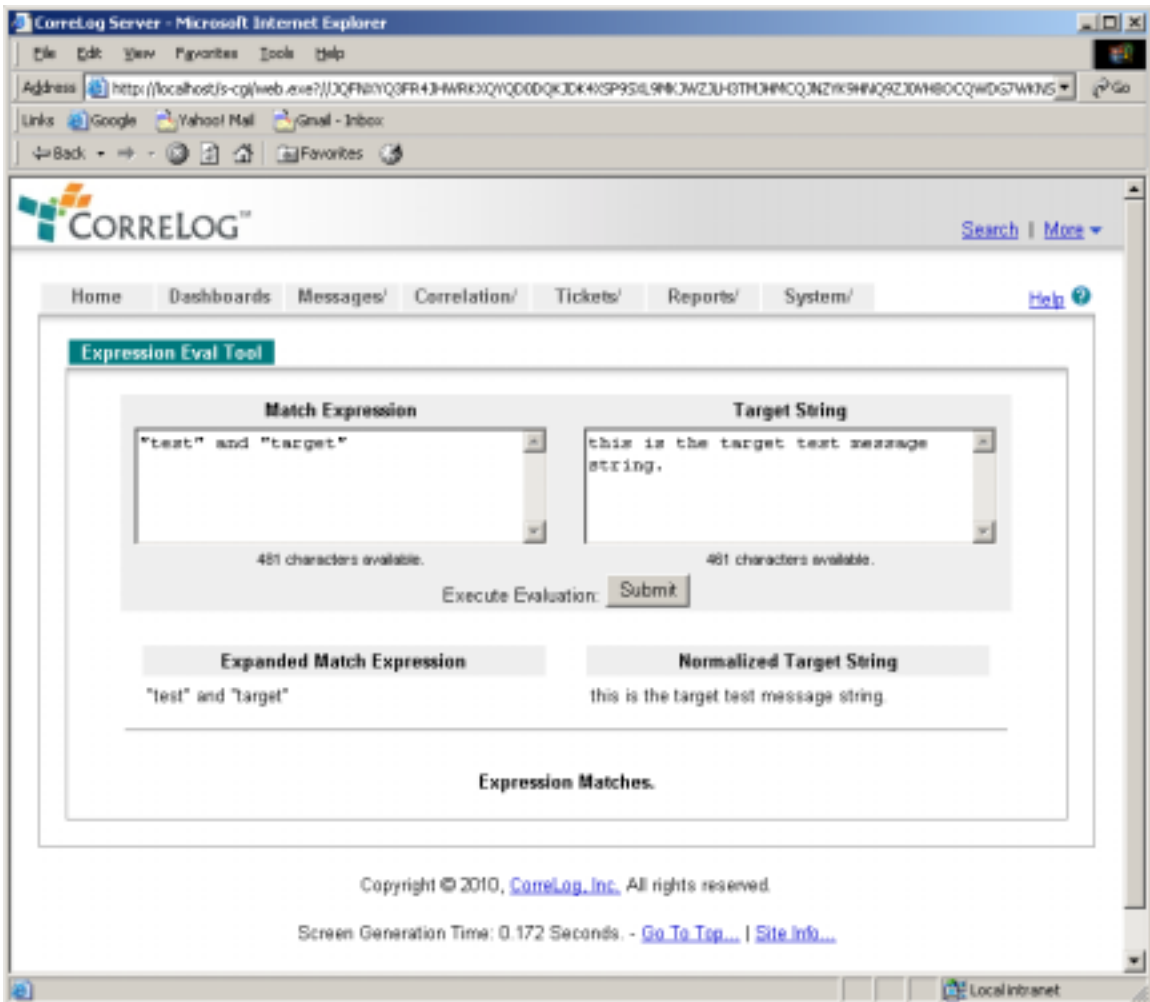 CorreLog Server - Microsoft Internet Explorer
File Edit View Favorites Tools Help
Address Go
Links Google Yahoo! Mail Gmail - Inbox
Back Favorites
CORRELOG™
Search | More
Home Dashboards Messages/ Correlation/ Tickets/ Reports/ System/ Help ?
Expression Eval Tool
Match Expression Target String
"test" and "target" this is the target test message
string.
481 characters available. 461 characters available.
Execute Evaluation: Submit
Expanded Match Expression Normalized Target String
"test" and "target" this is the target test message string.
Expression Matches.
Copyright © 2010, CorreLog, Inc. All rights reserved.
Screen Generation Time: 0.172 Seconds. - Go To Top... | Site Info...
Local intranet